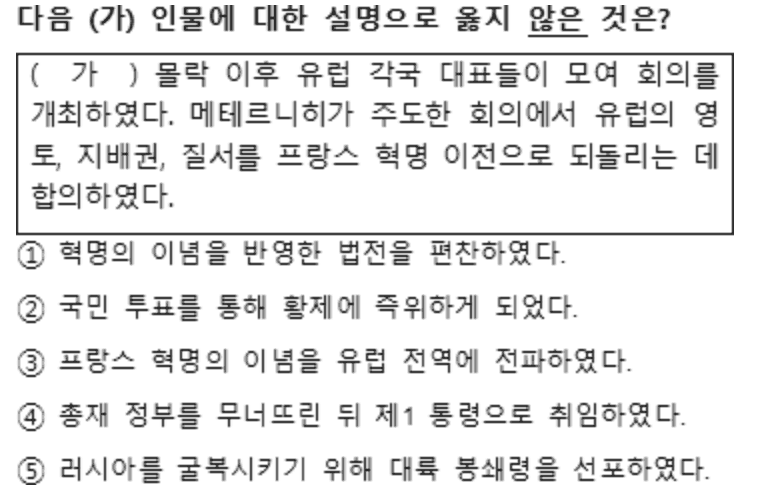 다음 (가) 인물에 대한 설명으로 옳지 않은 것은?
( 가 ) 몰락 이후 유럽 각국 대표들이 모여 회의를
개최하였다. 메테르니히가 주도한 회의에서 유럽의 영
토, 지배권, 질서를 프랑스 혁명 이전으로 되돌리는 데
합의하였다.
① 혁명의 이념을 반영한 법전을 편찬하였다.
② 국민 투표를 통해 황제에 즉위하게 되었다.
③ 프랑스 혁명의 이념을 유럽 전역에 전파하였다.
④ 총재 정부를 무너뜨린 뒤 제1 통령으로 취임하였다.
⑤ 러시아를 굴복시키기 위해 대륙 봉쇄령을 선포하였다.